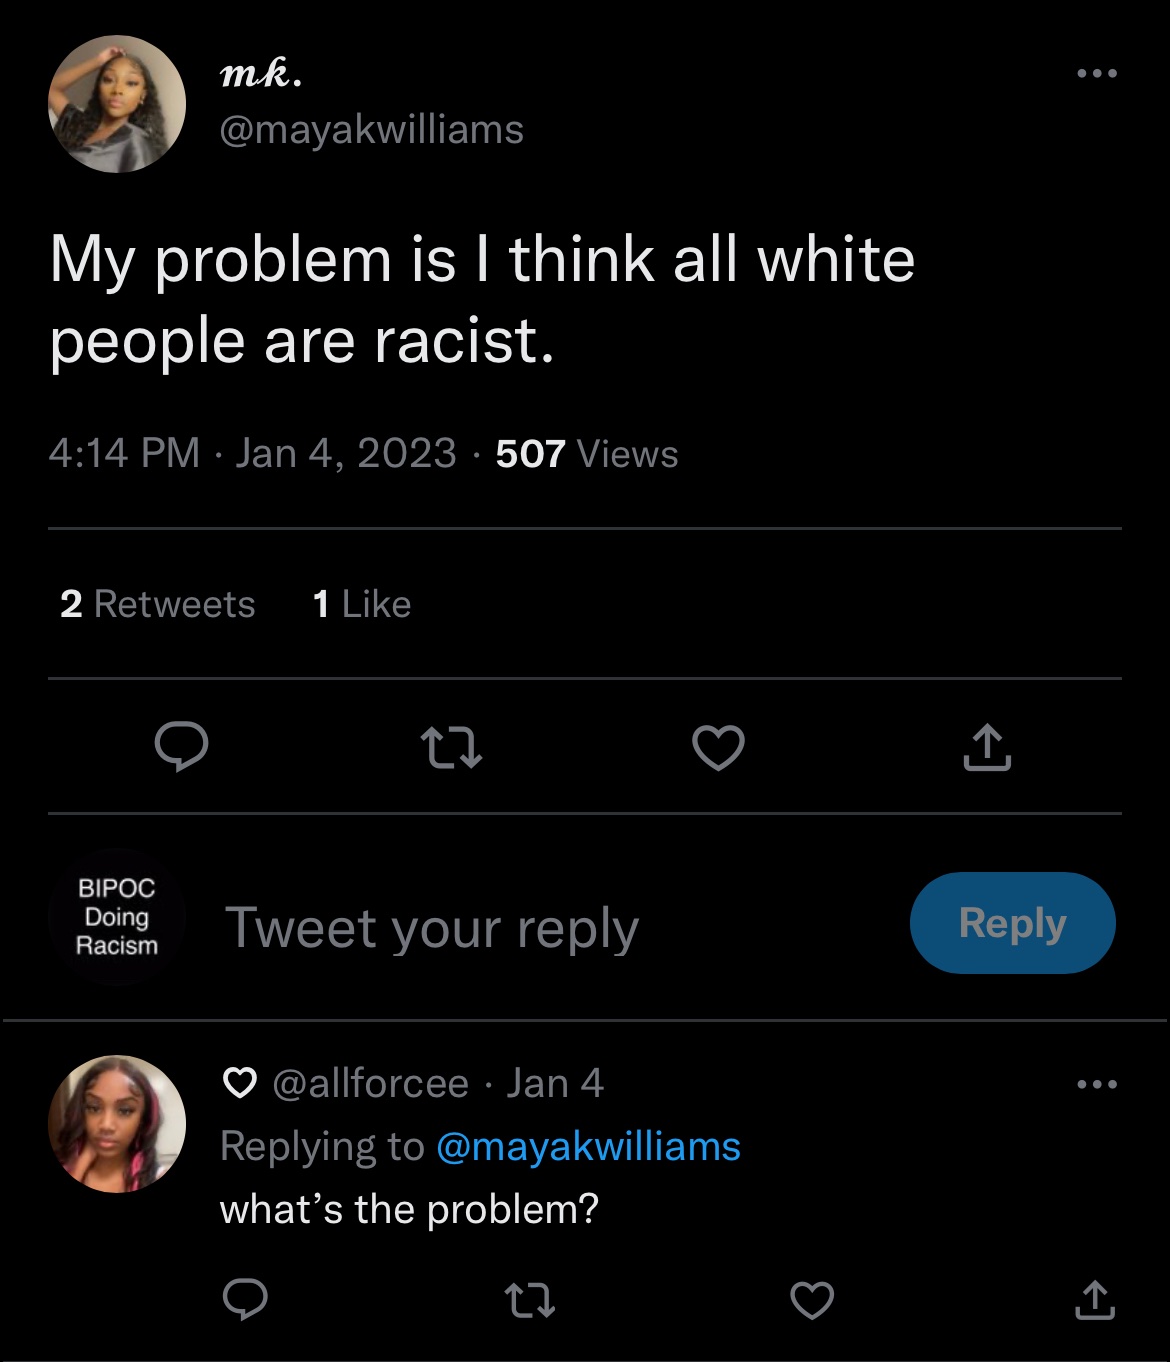 mk.
@mayakwilliams
My problem is I think all white
people are racist.
4:14 PM · Jan 4, 2023 · 507 Views
2 Retweets 1 Like
BIPOC
Doing
Racism
Tweet your reply
Reply
@allforcee · Jan 4
Replying to @mayakwilliams
what’s the problem?